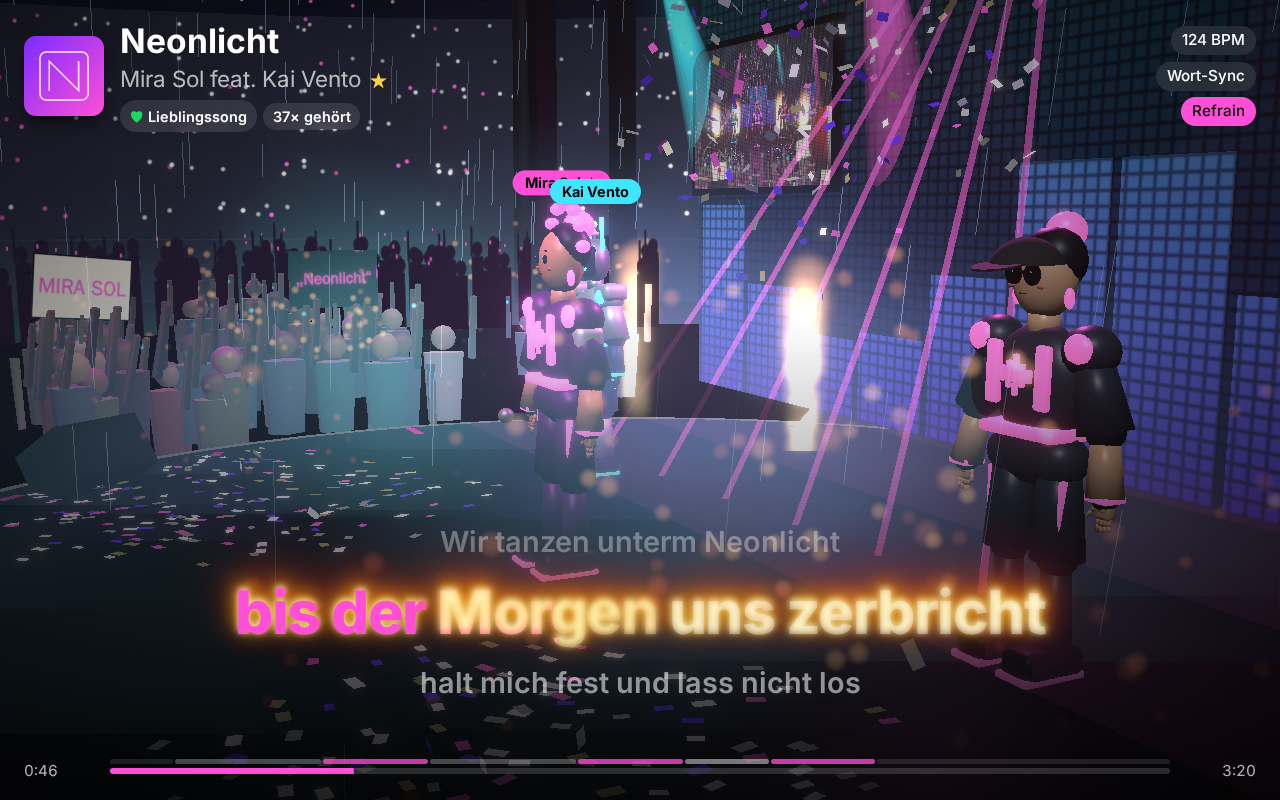 Neonlicht
Mira Sol feat. Kai Vento
Lieblingssong
37× gehört
124 BPM
Wort-Sync
Refrain
N
Kai Vento
MIRA SOL
„Neonlicht“
Wir tanzen unterm Neonlicht
bis der Morgen uns zerbricht
halt mich fest und lass nicht los
0:46
3:20